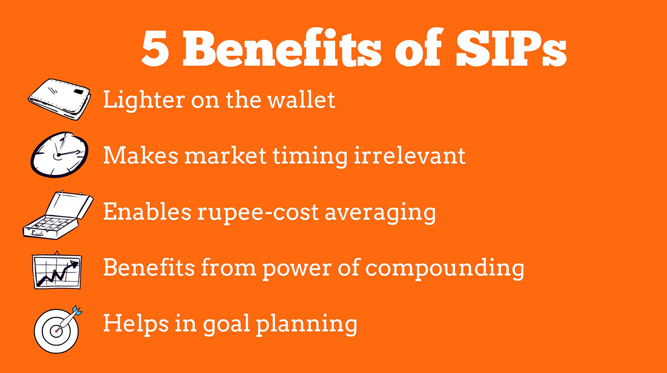 5 Benefits of SIPs
Lighter on the wallet
Makes market timing irrelevant
Enables rupee-cost averaging
Benefits from power of compounding
Helps in goal planning